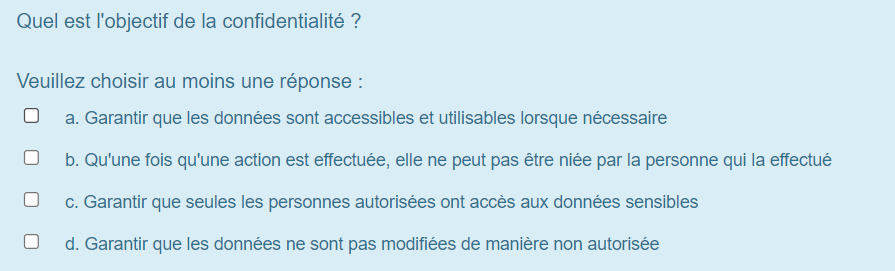 Quel est l'objectif de la confidentialité ?
Veuillez choisir au moins une réponse :
a. Garantir que les données sont accessibles et utilisables lorsque nécessaire
b. Qu'une fois qu'une action est effectuée, elle ne peut pas être niée par la personne qui la effectué
c. Garantir que seules les personnes autorisées ont accès aux données sensibles
d. Garantir que les données ne sont pas modifiées de manière non autorisée